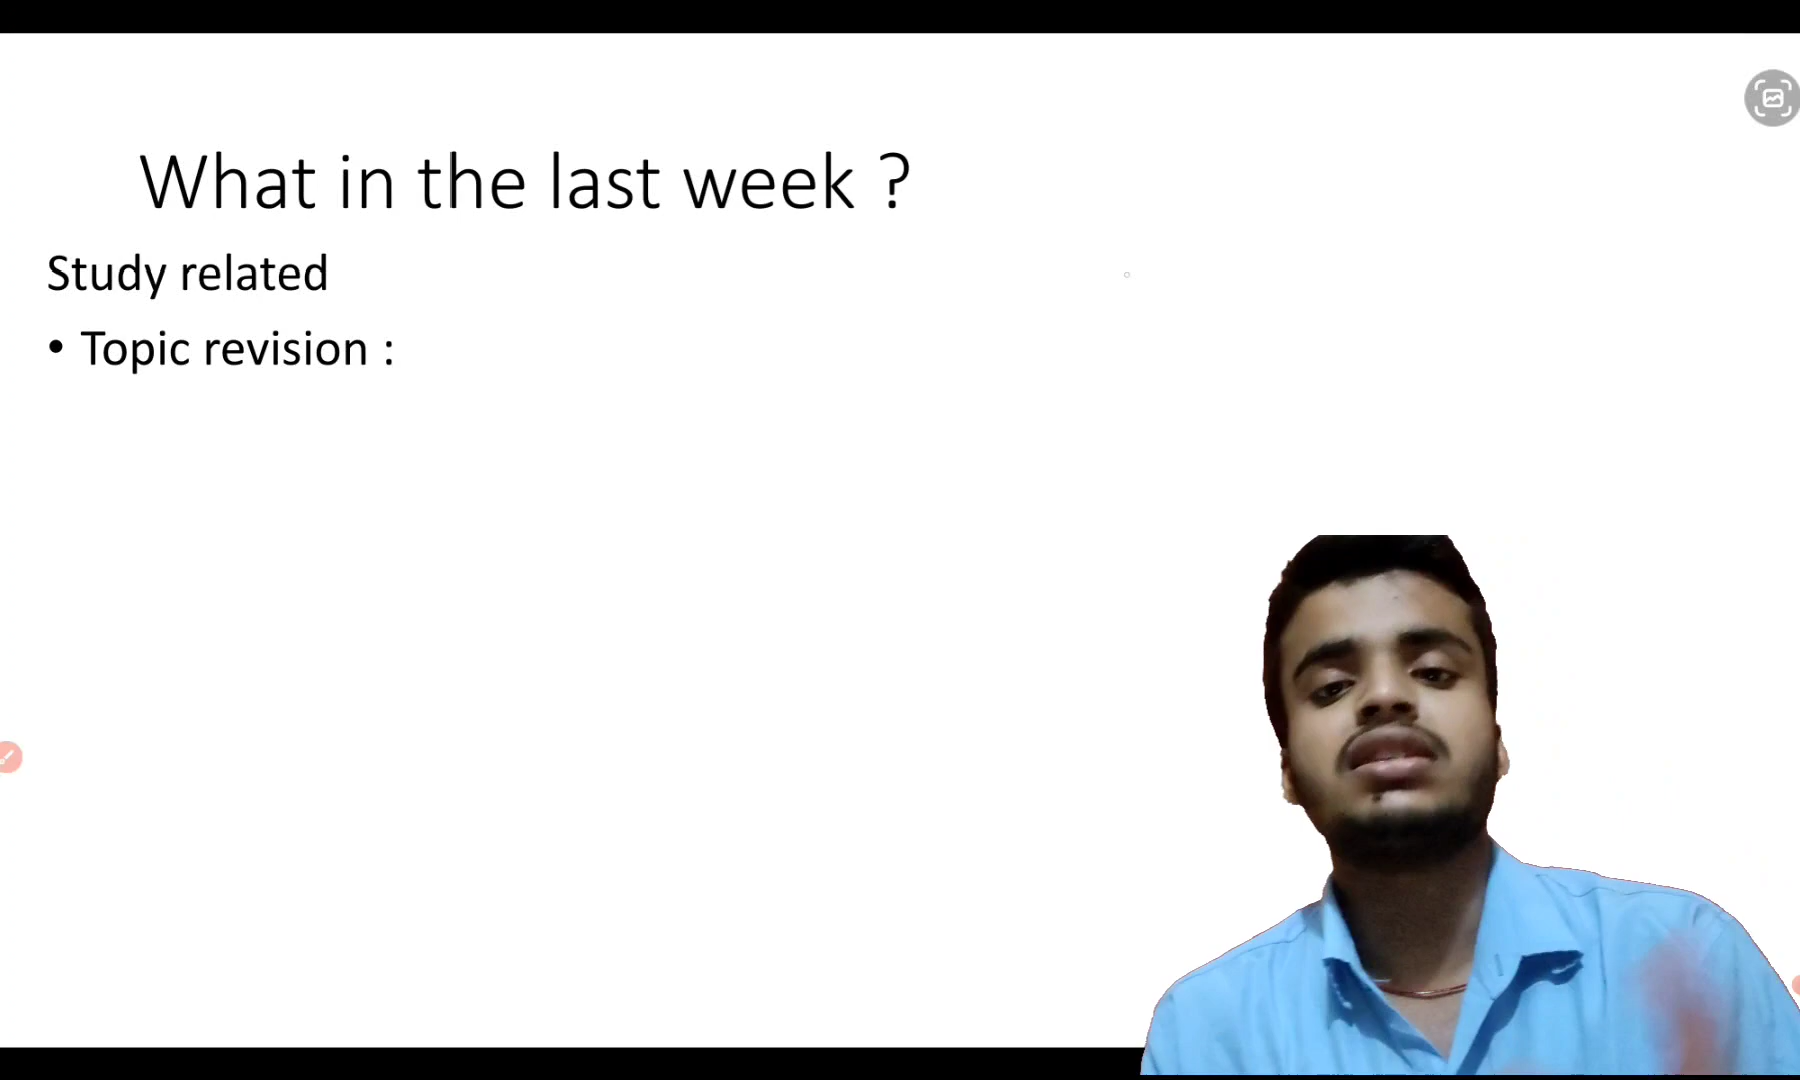 What in the last week ?
Study related
• Topic revision :